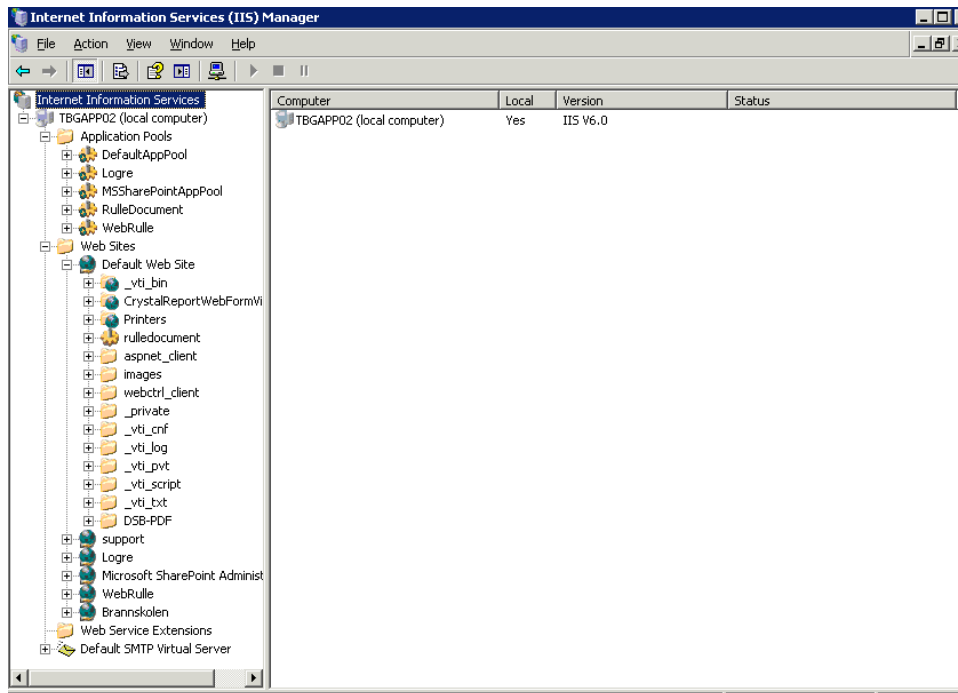 Internet Information Services (IIS) Manager
File Action View Window Help
Internet Information Services
Computer Local Version Status
TBGAPP02 (local computer)
TBGAPP02 (local computer) Yes IIS V6.0
Application Pools
DefaultAppPool
Logre
MSSharePointAppPool
RulleDocument
WebRulle
Web Sites
Default Web Site
_vti_bin
CrystalReportWebFormVi
Printers
rulledocument
aspnet_client
images
webctrl_client
_private
_vti_cnf
_vti_log
_vti_pvt
_vti_script
_vti_txt
DSB-PDF
support
Logre
Microsoft SharePoint Administ
WebRulle
Brannskolen
Web Service Extensions
Default SMTP Virtual Server